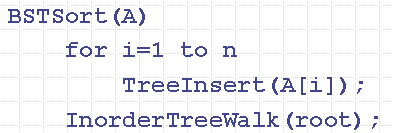 BSTSort(A)
for i=1 to n
TreeInsert(A[i]);
InorderTreeWalk(root);